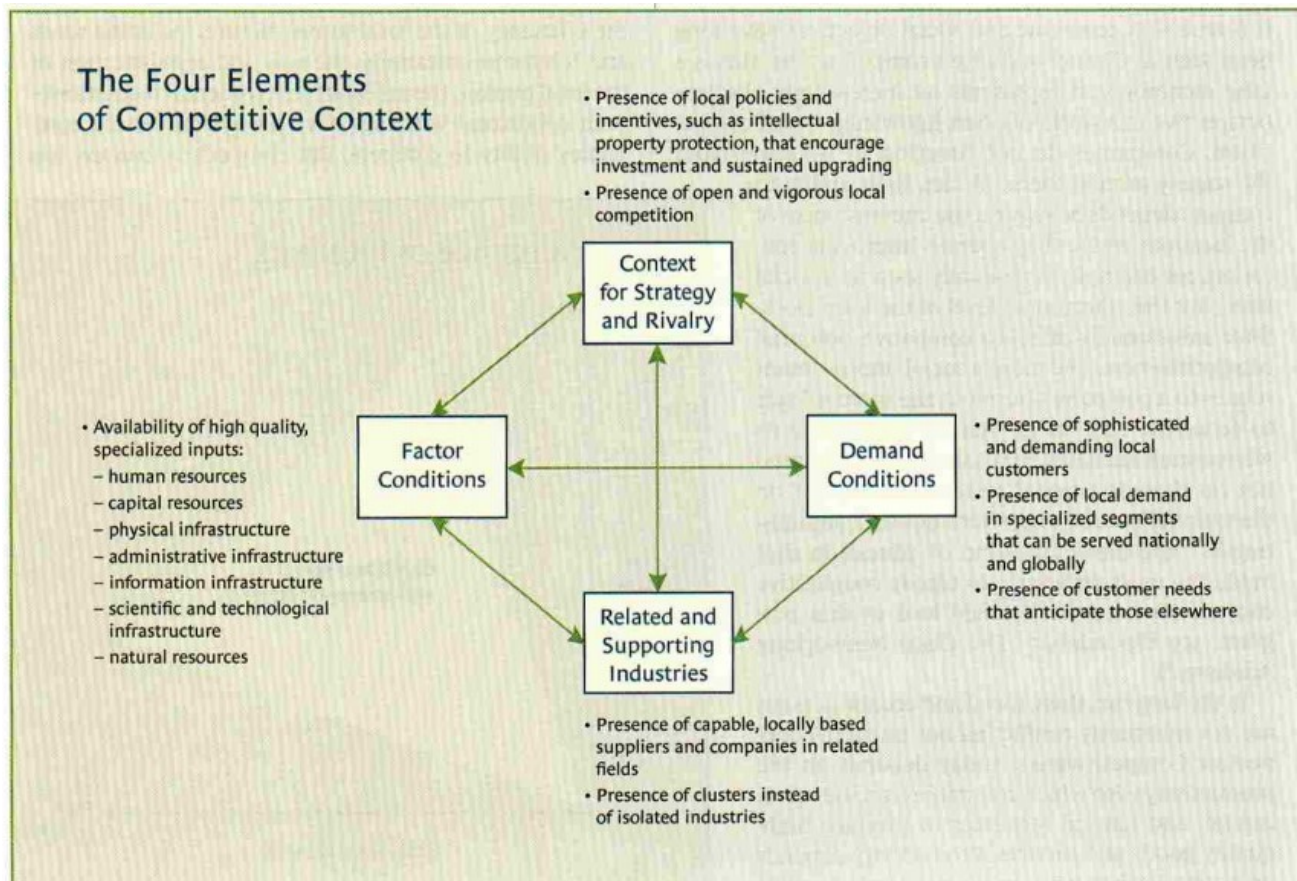 The Four Elements
of Competitive Context
• Presence of local policies and
incentives, such as intellectual
property protection, that encourage
investment and sustained upgrading
• Presence of open and vigorous local
competition
Context
for Strategy
and Rivalry
• Availability of high quality,
specialized inputs:
– human resources
– capital resources
– physical infrastructure
– administrative infrastructure
– information infrastructure
– scientific and technological
infrastructure
– natural resources
Factor
Conditions
Demand
Conditions
• Presence of sophisticated
and demanding local
customers
• Presence of local demand
in specialized segments
that can be served nationally
and globally
• Presence of customer needs
that anticipate those elsewhere
Related and
Supporting
Industries
• Presence of capable, locally based
suppliers and companies in related
fields
• Presence of clusters instead
of isolated industries